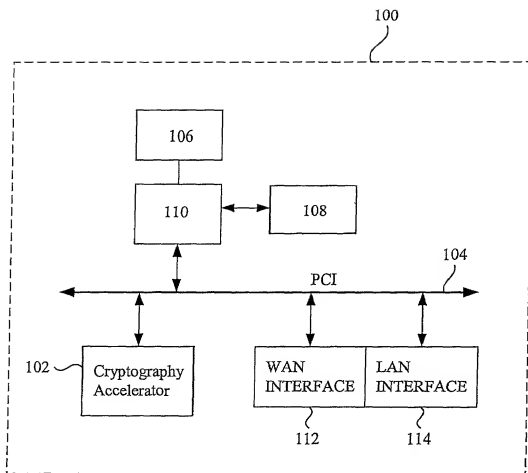 100
106
110
108
PCI
104
102
Cryptography
Accelerator
WAN
INTERFACE
LAN
INTERFACE
112
114